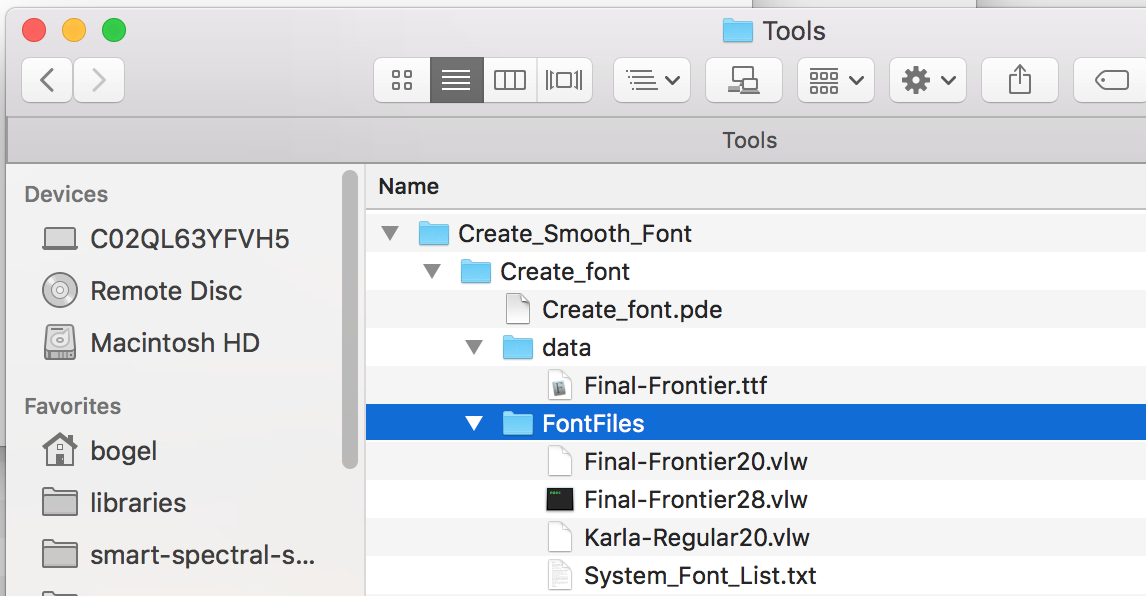 Tools
Tools
Devices
C02QL63YFVH5
Remote Disc
Macintosh HD
Favorites
bogel
libraries
smart-spectral-s...
Name
Create_Smooth_Font
Create_font
Create_font.pde
data
Final-Frontier.ttf
FontFiles
Final-Frontier20.vlw
Final-Frontier28.vlw
Karla-Regular20.vlw
System_Font_List.txt